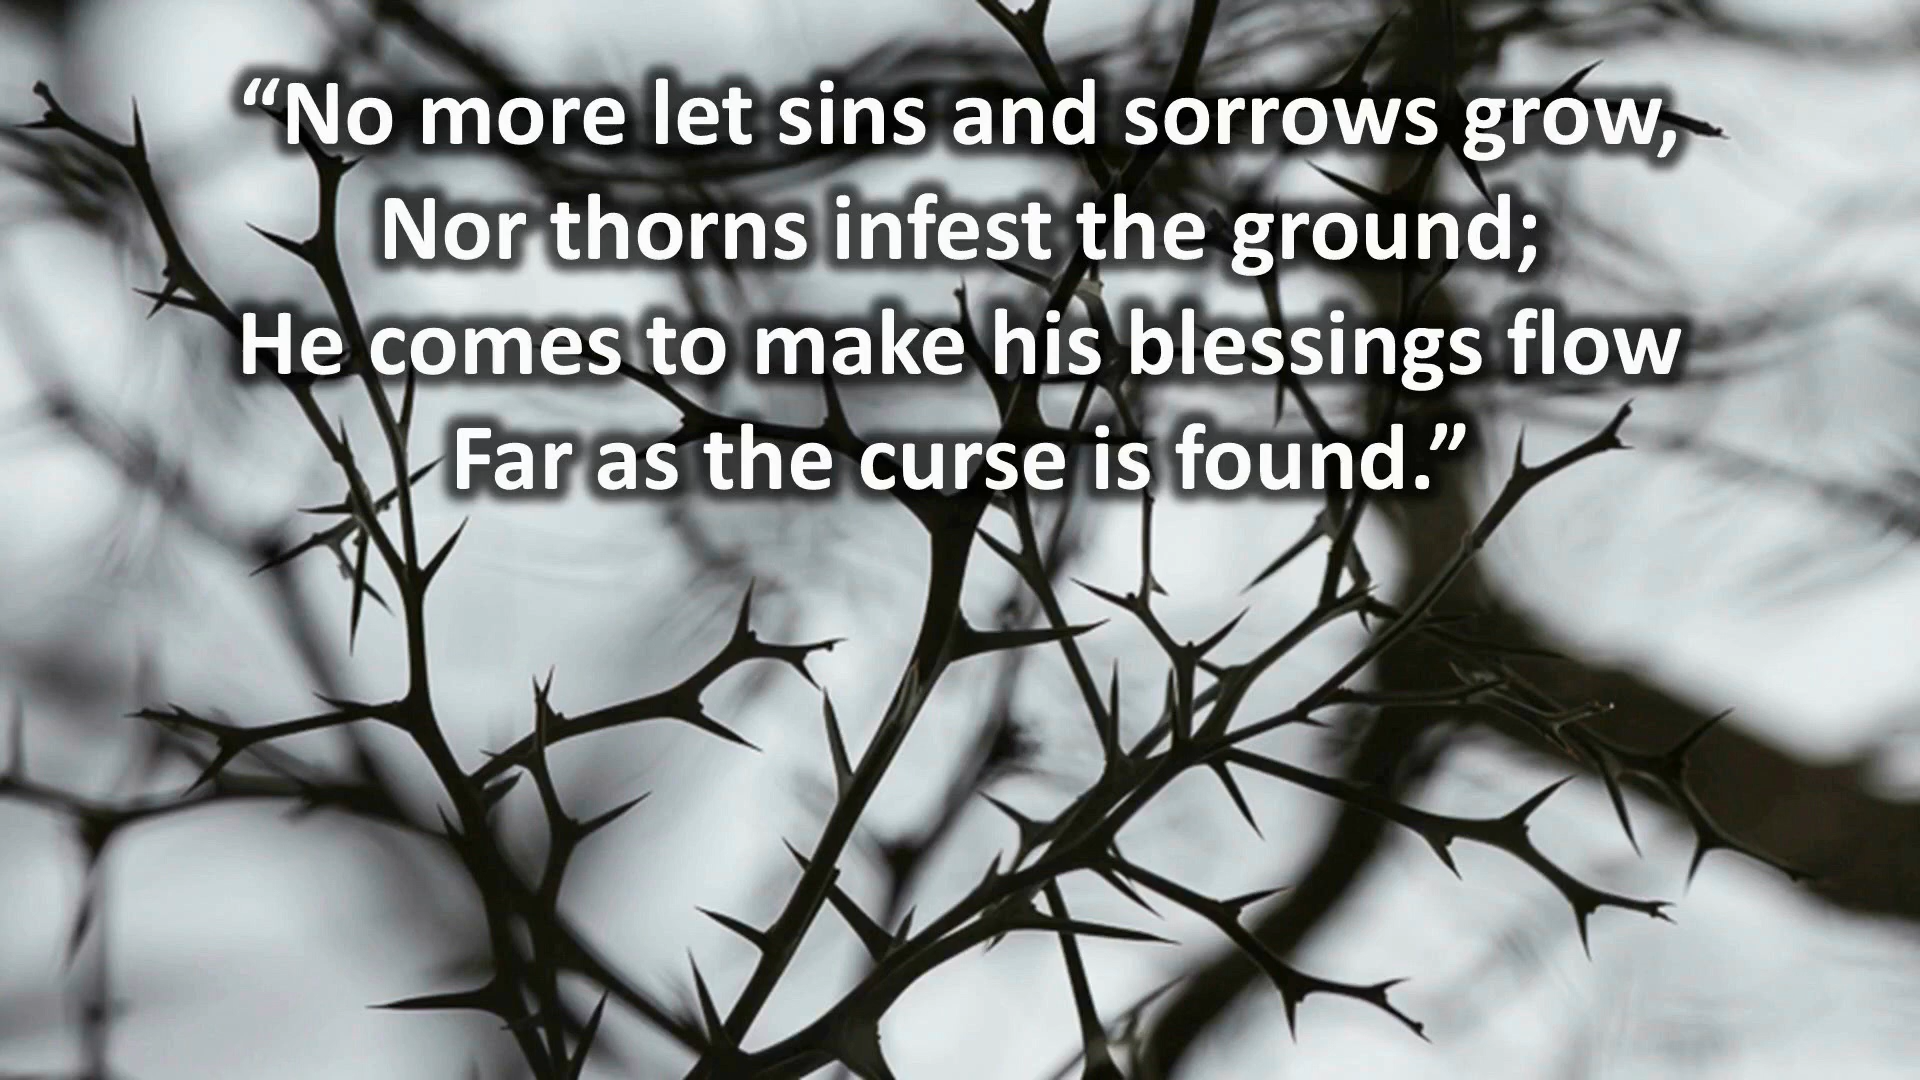 “No more let sins and sorrows grow,
Nor thorns infest the ground;
He comes to make his blessings flow
Far as the curse is found.”